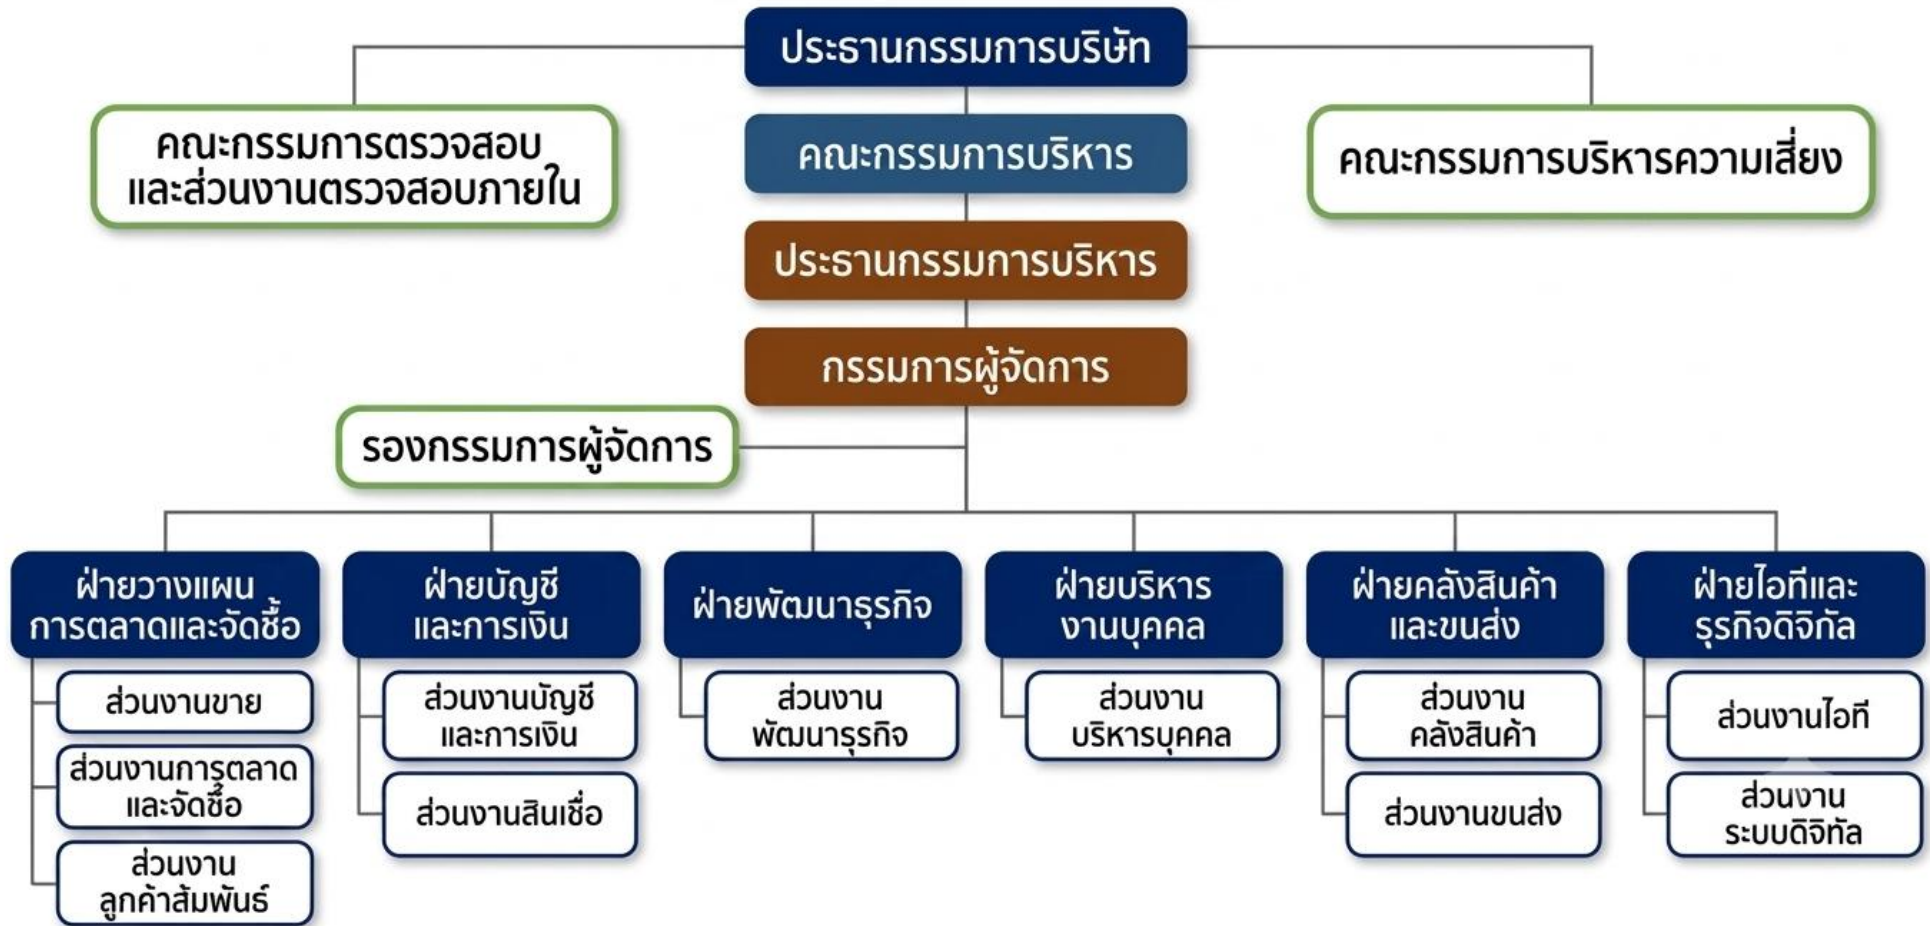 ประธานกรรมการบริษัท
คณะกรรมการตรวจสอบ
และส่วนงานตรวจสอบภายใน
คณะกรรมการบริหาร
คณะกรรมการบริหารความเสี่ยง
ประธานกรรมการบริหาร
กรรมการผู้จัดการ
รองกรรมการผู้จัดการ
ฝ่ายวางแผน
การตลาดและจัดซื้อ
ส่วนงานขาย
ส่วนงานการตลาด
และจัดซื้อ
ส่วนงาน
ลูกค้าสัมพันธ์
ฝ่ายบัญชี
และการเงิน
ส่วนงานบัญชี
และการเงิน
ส่วนงานสินเชื่อ
ฝ่ายพัฒนาธุรกิจ
ส่วนงาน
พัฒนารุรกิจ
ฝ่ายบริหาร
งานบุคคล
ส่วนงาน
บริหารบุคคล
ฝ่ายคลังสินค้า
และขนส่ง
ส่วนงาน
คลังสินค้า
ส่วนงานขนส่ง
ฝ่ายไอทีและ
รุรกิจดิจิกัล
ส่วนงานไอที
ส่วนงาน
ระบบดิจิทัล